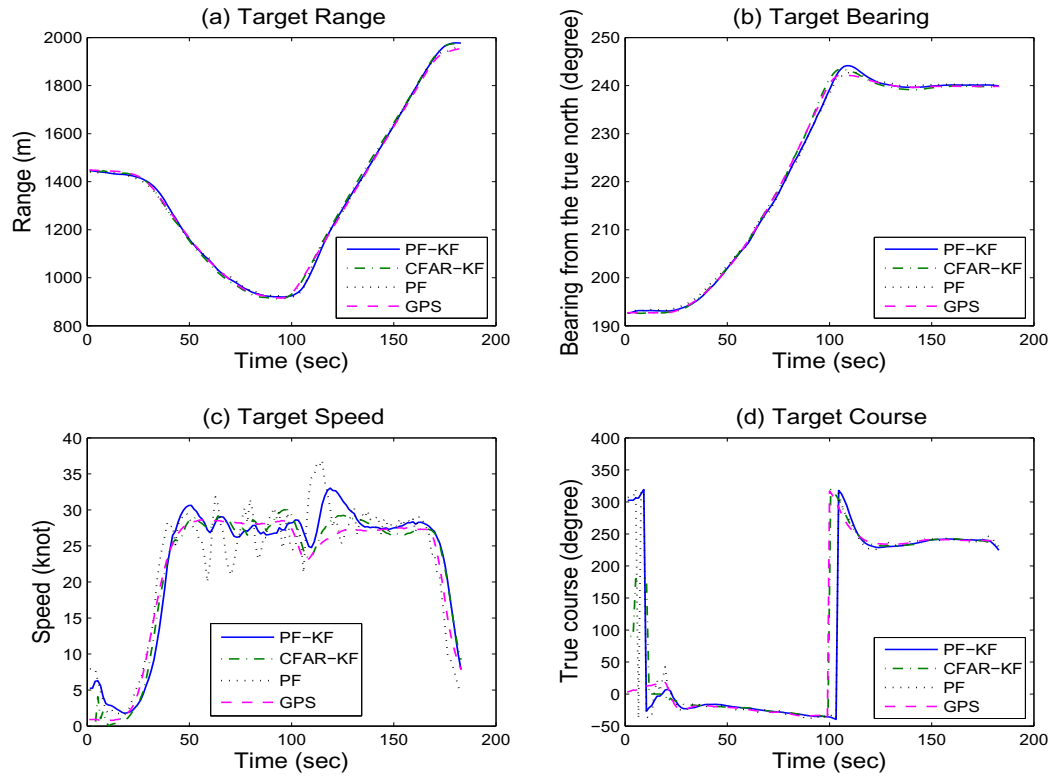 (a) Target Range
2000
1800
1600
1400
1200
1000
800
Range (m)
0
50
100
150
200
Time (sec)
PF−KF
CFAR−KF
PF
GPS
(b) Target Bearing
250
240
230
220
210
200
190
Bearing from the true north (degree)
0
50
100
150
200
Time (sec)
PF−KF
CFAR−KF
PF
GPS
(c) Target Speed
40
35
30
25
20
15
10
5
0
Speed (knot)
0
50
100
150
200
Time (sec)
PF−KF
CFAR−KF
PF
GPS
(d) Target Course
400
350
300
250
200
150
100
50
0
−50
True course (degree)
0
50
100
150
200
Time (sec)
PF−KF
CFAR−KF
PF
GPS